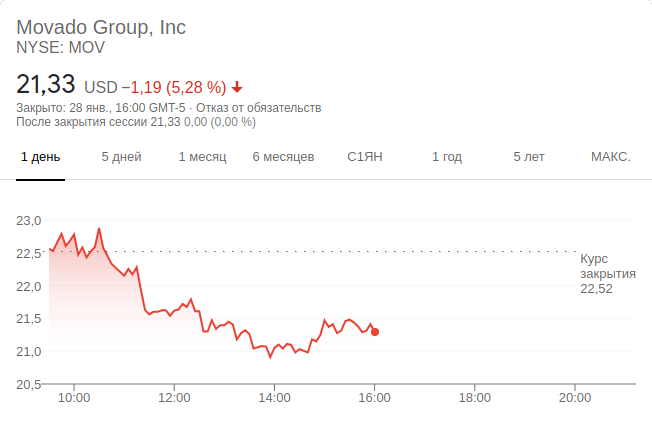 Movado Group, Inc
NYSE: MOV
21,33 USD −1,19 (5,28 %)
Закрыто: 28 янв., 16:00 GMT-5 · Отказ от обязательств
После закрытия сессии 21,33 0,00 (0,00 %)
1 день 5 дней 1 месяц 6 месяцев С1ЯН 1 год 5 лет МАКС.
23,0
22,5
Курс
закрытия
22,52
22,0
21,5
21,0
20,5
10:00 12:00 14:00 16:00 18:00 20:00